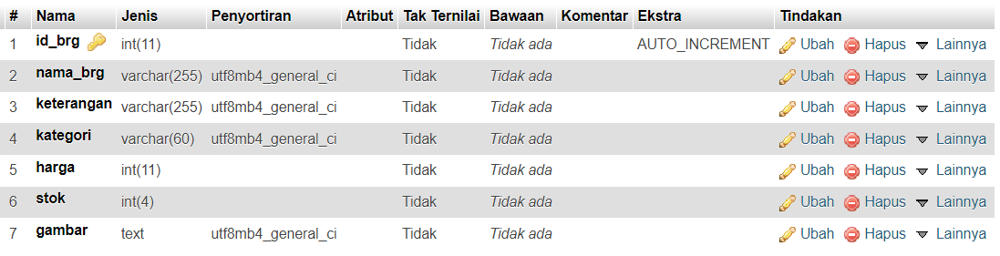 # Nama Jenis Penyortiran Atribut Tak Ternilai Bawaan Komentar Ekstra Tindakan
1 id_brg int(11) Tidak Tidak ada AUTO_INCREMENT Ubah Hapus Lainnya
2 nama_brg varchar(255) utf8mb4_general_ci Tidak Tidak ada Ubah Hapus Lainnya
3 keterangan varchar(255) utf8mb4_general_ci Tidak Tidak ada Ubah Hapus Lainnya
4 kategori varchar(60) utf8mb4_general_ci Tidak Tidak ada Ubah Hapus Lainnya
5 harga int(11) Tidak Tidak ada Ubah Hapus Lainnya
6 stok int(4) Tidak Tidak ada Ubah Hapus Lainnya
7 gambar text utf8mb4_general_ci Tidak Tidak ada Ubah Hapus Lainnya